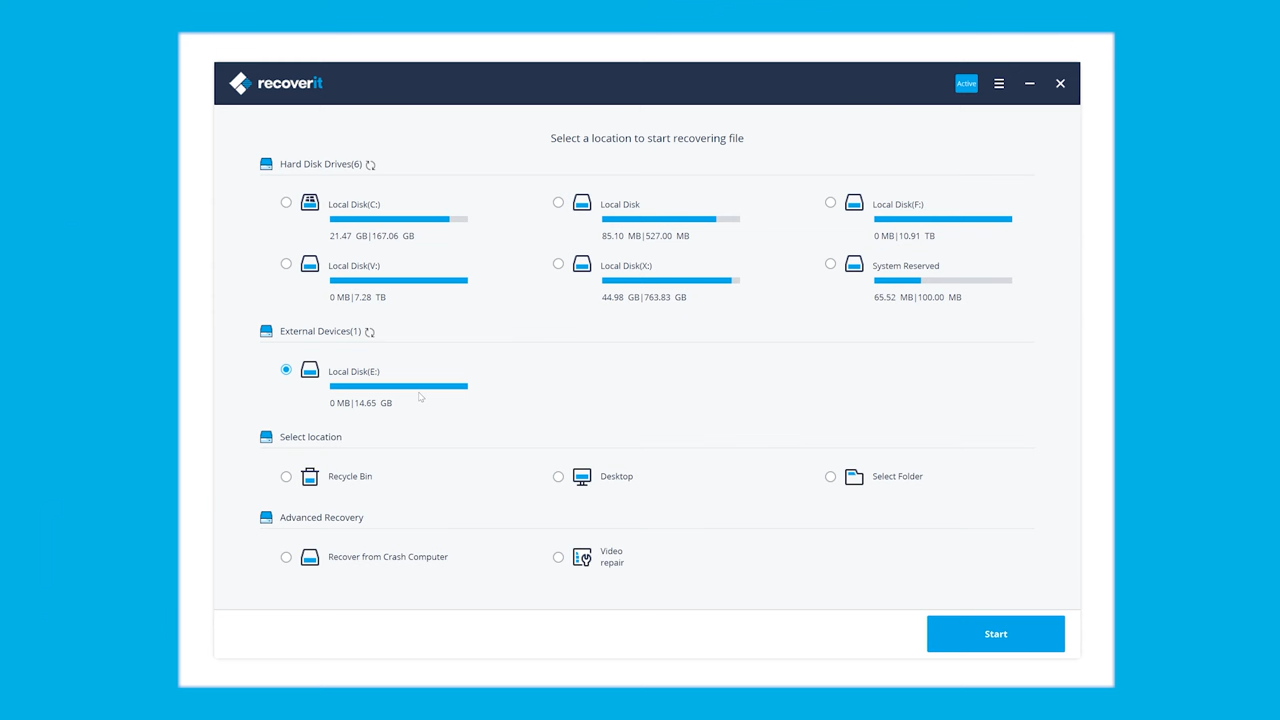 recoverit
Active
Select a location to start recovering file
Hard Disk Drives(6)
Local Disk(C:)
21.47 GB|167.06 GB
Local Disk
85.10 MB|527.00 MB
Local Disk(F:)
0 MB|10.91 TB
Local Disk(V:)
0 MB|7.28 TB
Local Disk(X:)
44.98 GB|763.83 GB
System Reserved
65.52 MB|100.00 MB
External Devices(1)
Local Disk(E:)
0 MB|14.65 GB
Select location
Recycle Bin
Desktop
Select Folder
Advanced Recovery
Recover from Crash Computer
Video
repair
Start